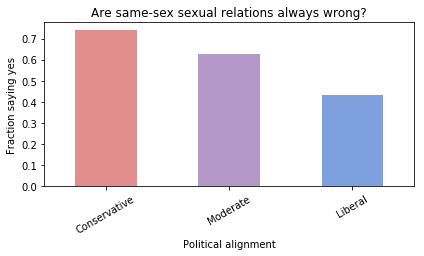 Are same-sex sexual relations always wrong?
Fraction saying yes
0.7
0.6
0.5
0.4
0.3
0.2
0.1
0.0
Conservative
Moderate
Liberal
Political alignment